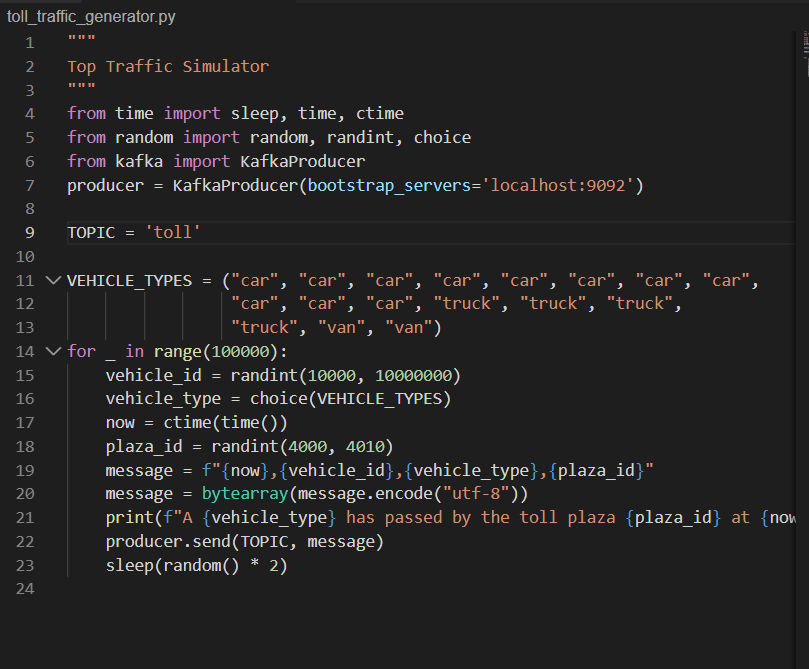 toll_traffic_generator.py
1 """
2 Top Traffic Simulator
3 """
4 from time import sleep, time, ctime
5 from random import random, randint, choice
6 from kafka import KafkaProducer
7 producer = KafkaProducer(bootstrap_servers='localhost:9092')
8
9 TOPIC = 'toll'
10
11 VEHICLE_TYPES = ("car", "car", "car", "car", "car", "car", "car", "car",
12 "car", "car", "car", "truck", "truck", "truck",
13 "truck", "van", "van")
14 for _ in range(100000):
15 vehicle_id = randint(10000, 10000000)
16 vehicle_type = choice(VEHICLE_TYPES)
17 now = ctime(time())
18 plaza_id = randint(4000, 4010)
19 message = f"{now},{vehicle_id},{vehicle_type},{plaza_id}"
20 message = bytearray(message.encode("utf-8"))
21 print(f"A {vehicle_type} has passed by the toll plaza {plaza_id} at {now
22 producer.send(TOPIC, message)
23 sleep(random() * 2)
24